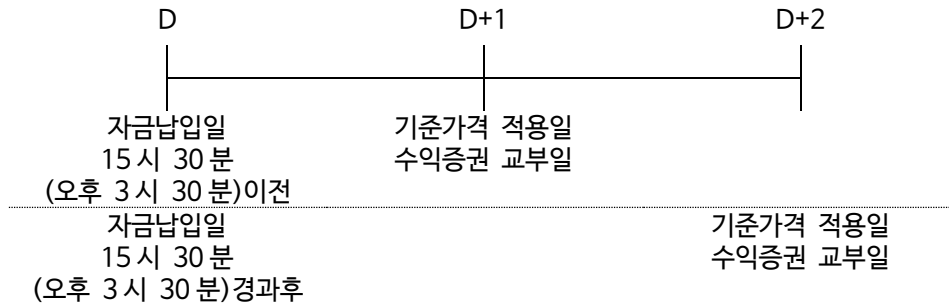 D D+1 D+2
자금납입일 기준가격 적용일
15시 30분 수익증권 교부일
(오후 3시 30분)이전
자금납입일 기준가격 적용일
15시 30분 수익증권 교부일
(오후 3시 30분)경과후